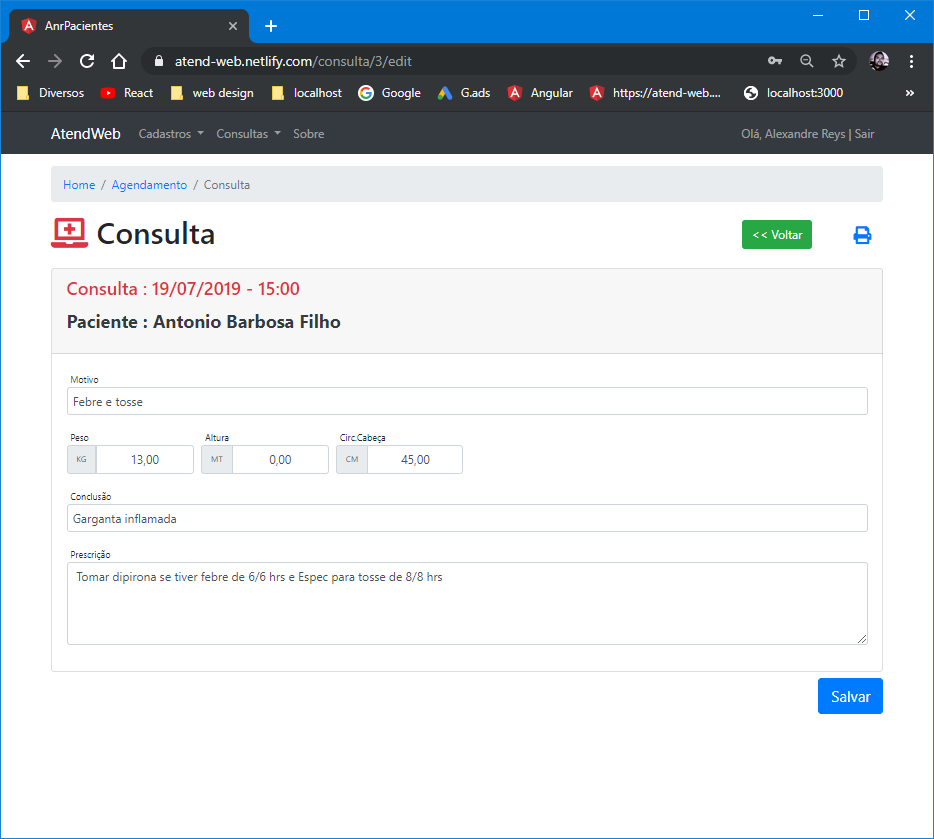 AnrPacientes
atend-web.netlify.com/consulta/3/edit
Diversos React web design localhost Google G.ads Angular https://atend-web.... localhost:3000 »
AtendWeb Cadastros Consultas Sobre Olá, Alexandre Reys | Sair
Home / Agendamento / Consulta
Consulta << Voltar
Consulta : 19/07/2019 - 15:00
Paciente : Antonio Barbosa Filho
Motivo
Febre e tosse
Peso Altura Circ.Cabeça
KG 13,00 MT 0,00 CM 45,00
Conclusão
Garganta inflamada
Prescrição
Tomar dipirona se tiver febre de 6/6 hrs e Espec para tosse de 8/8 hrs
Salvar